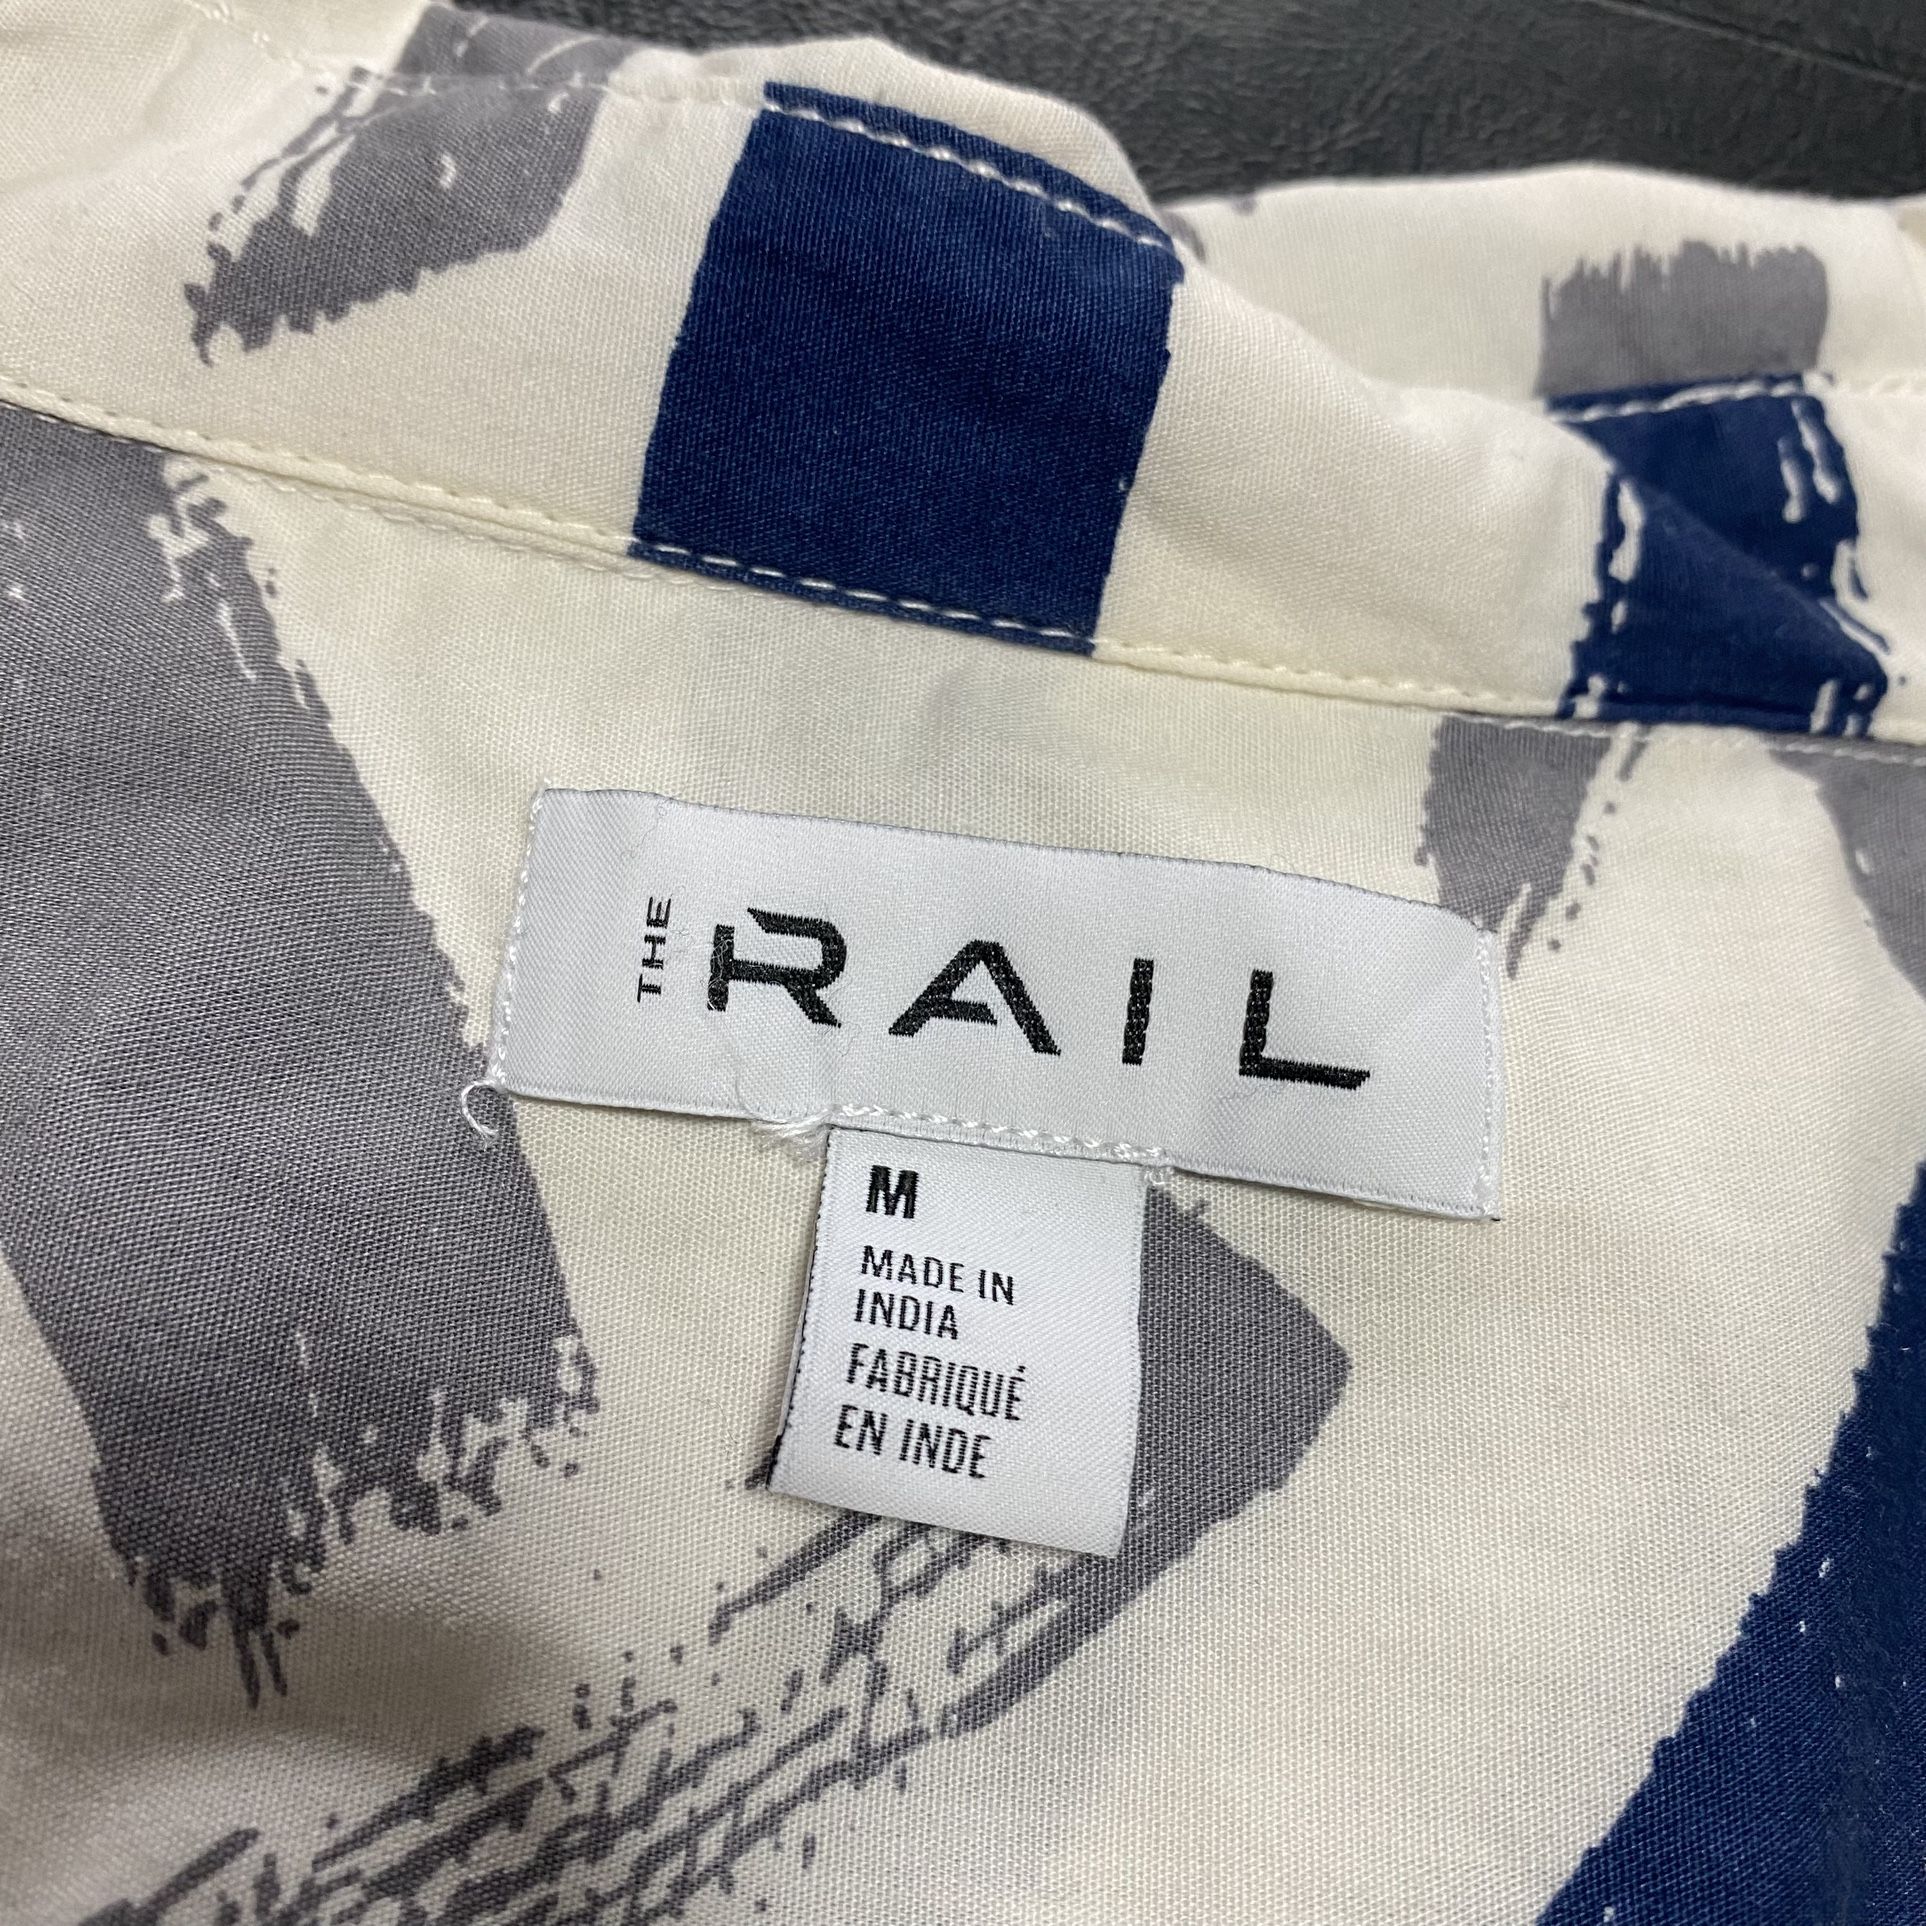 THE RAIL
M
MADE IN
INDIA
FABRIQUÉ
EN INDE